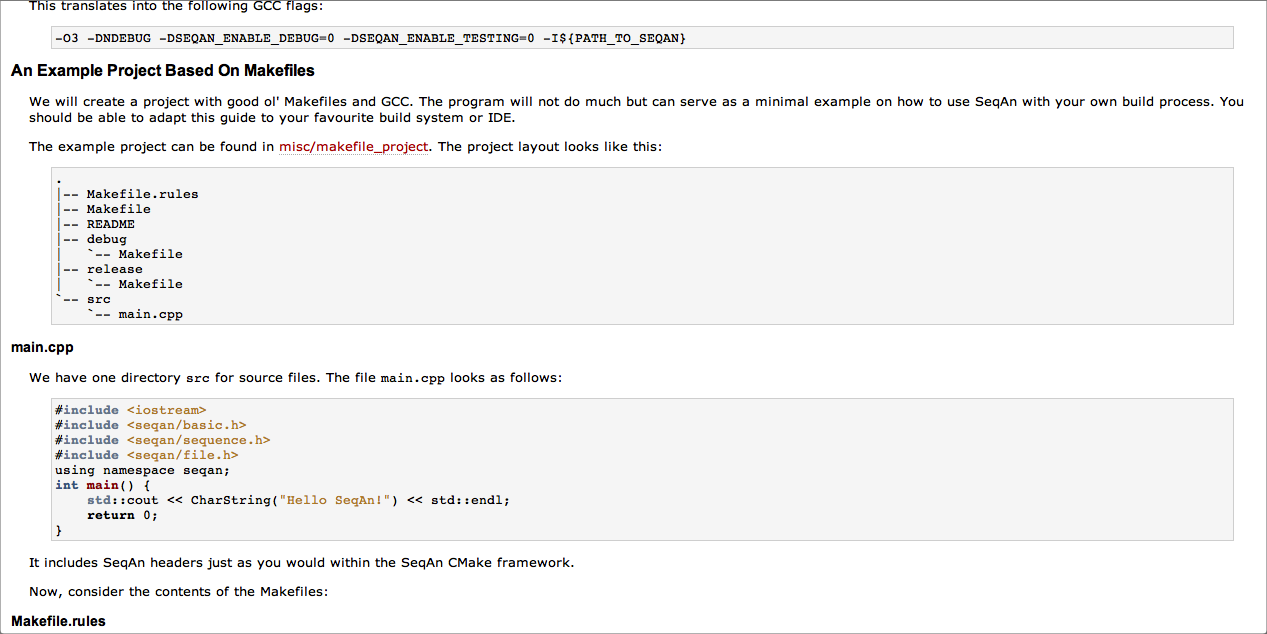 This translates into the following GCC flags:
-O3 -DNDEBUG -DSEQAN_ENABLE_DEBUG=0 -DSEQAN_ENABLE_TESTING=0 -I${PATH_TO_SEQAN}
An Example Project Based On Makefiles
We will create a project with good ol' Makefiles and GCC. The program will not do much but can serve as a minimal example on how to use SeqAn with your own build process. You
should be able to adapt this guide to your favourite build system or IDE.
The example project can be found in misc/makefile_project. The project layout looks like this:
.
|-- Makefile.rules
|-- Makefile
|-- README
|-- debug
|   `-- Makefile
|-- release
|   `-- Makefile
`-- src
    `-- main.cpp
main.cpp
We have one directory src for source files. The file main.cpp looks as follows:
#include <iostream>
#include <seqan/basic.h>
#include <seqan/sequence.h>
#include <seqan/file.h>
using namespace seqan;
int main() {
    std::cout << CharString("Hello SeqAn!") << std::endl;
    return 0;
}
It includes SeqAn headers just as you would within the SeqAn CMake framework.
Now, consider the contents of the Makefiles:
Makefile.rules